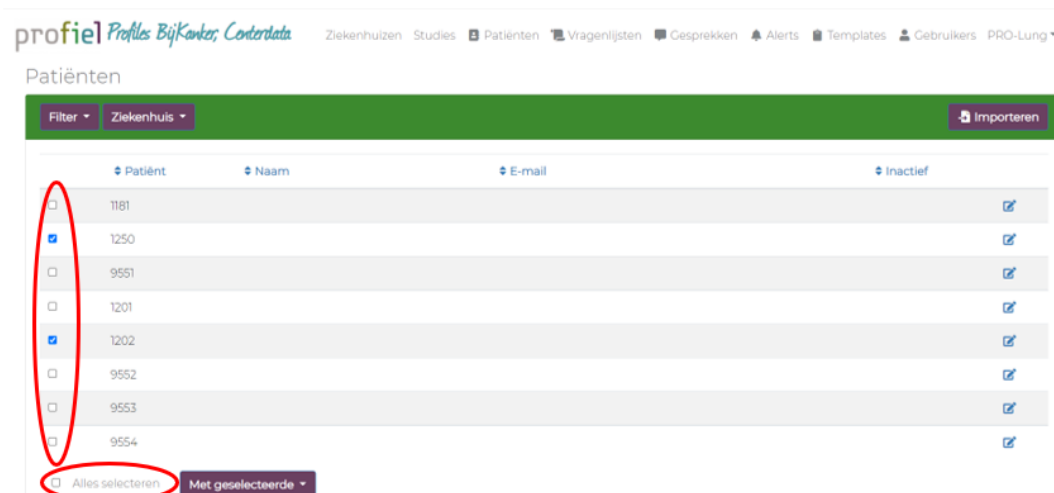 profiel Profiles BijKanker, Conterdata Ziekenhuizen Studies Patiënten Vragenlijsten Gesprekken Alerts Templates Gebruikers PRO-Lung
Patiënten
Filter Ziekenhuis Importeren
Patiënt Naam E-mail Inactief
1181
1250
9551
1201
1202
9552
9553
9554
Alles selecteren Met geselecteerde